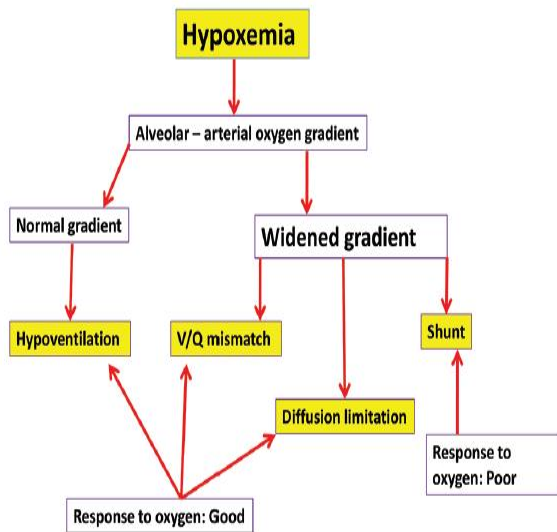 Hypoxemia
Alveolar – arterial oxygen gradient
Normal gradient
Widened gradient
Hypoventilation
V/Q mismatch
Shunt
Diffusion limitation
Response to
oxygen: Poor
Response to oxygen: Good